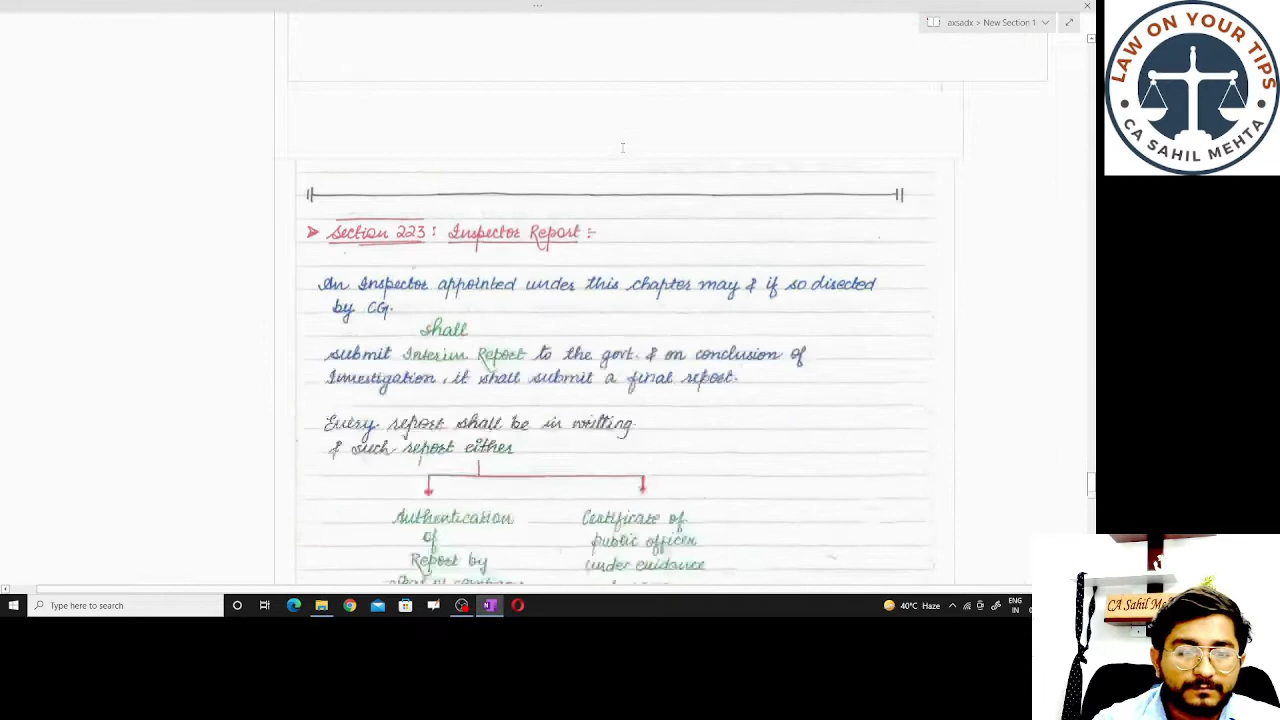 axsadx > New Section 1
LAW ON YOUR TIPS
CA SAHIL MEHTA
Section 223 : Inspector Report :-
An Inspector appointed under this chapter may & if so directed
by CG.
shall
submit Interim Report to the govt. & on conclusion of
Investigation, it shall submit a final report.
Every report shall be in writting
& such report either
Authentication
of
Report by
Certificate of
public officer
under evidance
Type here to search
40°C Haze
ENG
IN
CA Sahil Me